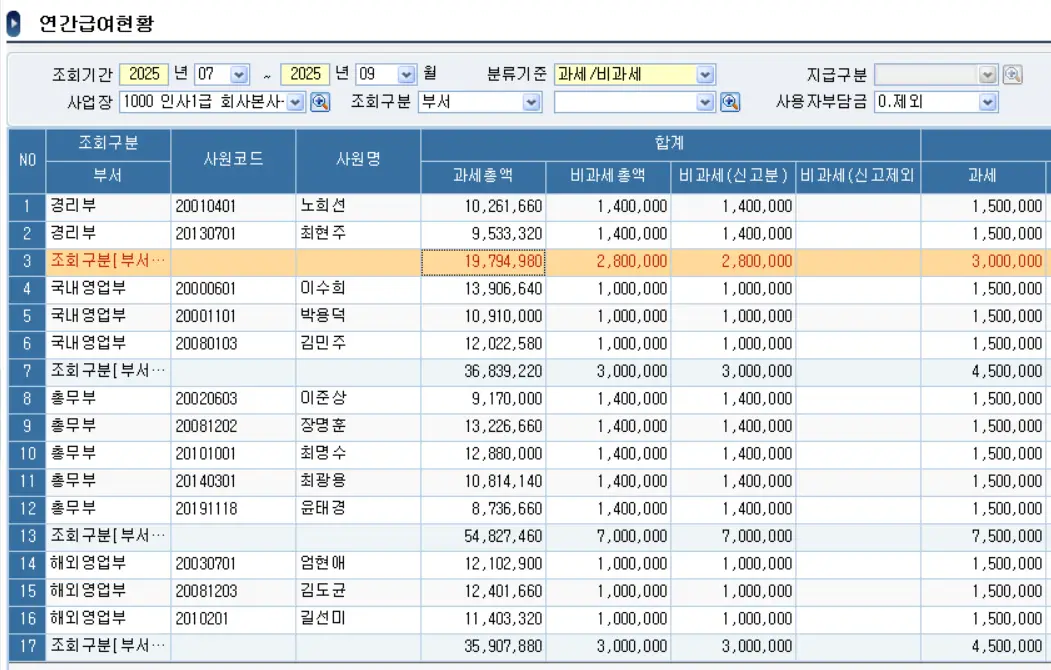 연간급여현황
조회기간 2025 년 07 ~ 2025 년 09 월 분류기준 과세/비과세 지급구분
사업장 1000 인사1급 회사본사 조회구분 부서 사용자부담금 0.제외
NO 조회구분 사원코드 사원명 합계
부서 과세총액 비과세총액 비과세(신고분) 비과세(신고제외 과세
1 경리부 20010401 노희선 10,261,660 1,400,000 1,400,000 1,500,000
2 경리부 20130701 최현주 9,533,320 1,400,000 1,400,000 1,500,000
3 조회구분[부서… 19,794,980 2,800,000 2,800,000 3,000,000
4 국내영업부 20000601 이수희 13,906,640 1,000,000 1,000,000 1,500,000
5 국내영업부 20001101 박용덕 10,910,000 1,000,000 1,000,000 1,500,000
6 국내영업부 20080103 김민주 12,022,580 1,000,000 1,000,000 1,500,000
7 조회구분[부서… 36,839,220 3,000,000 3,000,000 4,500,000
8 총무부 20020603 이준상 9,170,000 1,400,000 1,400,000 1,500,000
9 총무부 20081202 장명훈 13,226,660 1,400,000 1,400,000 1,500,000
10 총무부 20101001 최명수 12,880,000 1,400,000 1,400,000 1,500,000
11 총무부 20140301 최광용 10,814,140 1,400,000 1,400,000 1,500,000
12 총무부 20191118 윤태경 8,736,660 1,400,000 1,400,000 1,500,000
13 조회구분[부서… 54,827,460 7,000,000 7,000,000 7,500,000
14 해외영업부 20030701 엄현애 12,102,900 1,000,000 1,000,000 1,500,000
15 해외영업부 20081203 김도균 12,401,660 1,000,000 1,000,000 1,500,000
16 해외영업부 2010201 길선미 11,403,320 1,000,000 1,000,000 1,500,000
17 조회구분[부서… 35,907,880 3,000,000 3,000,000 4,500,000